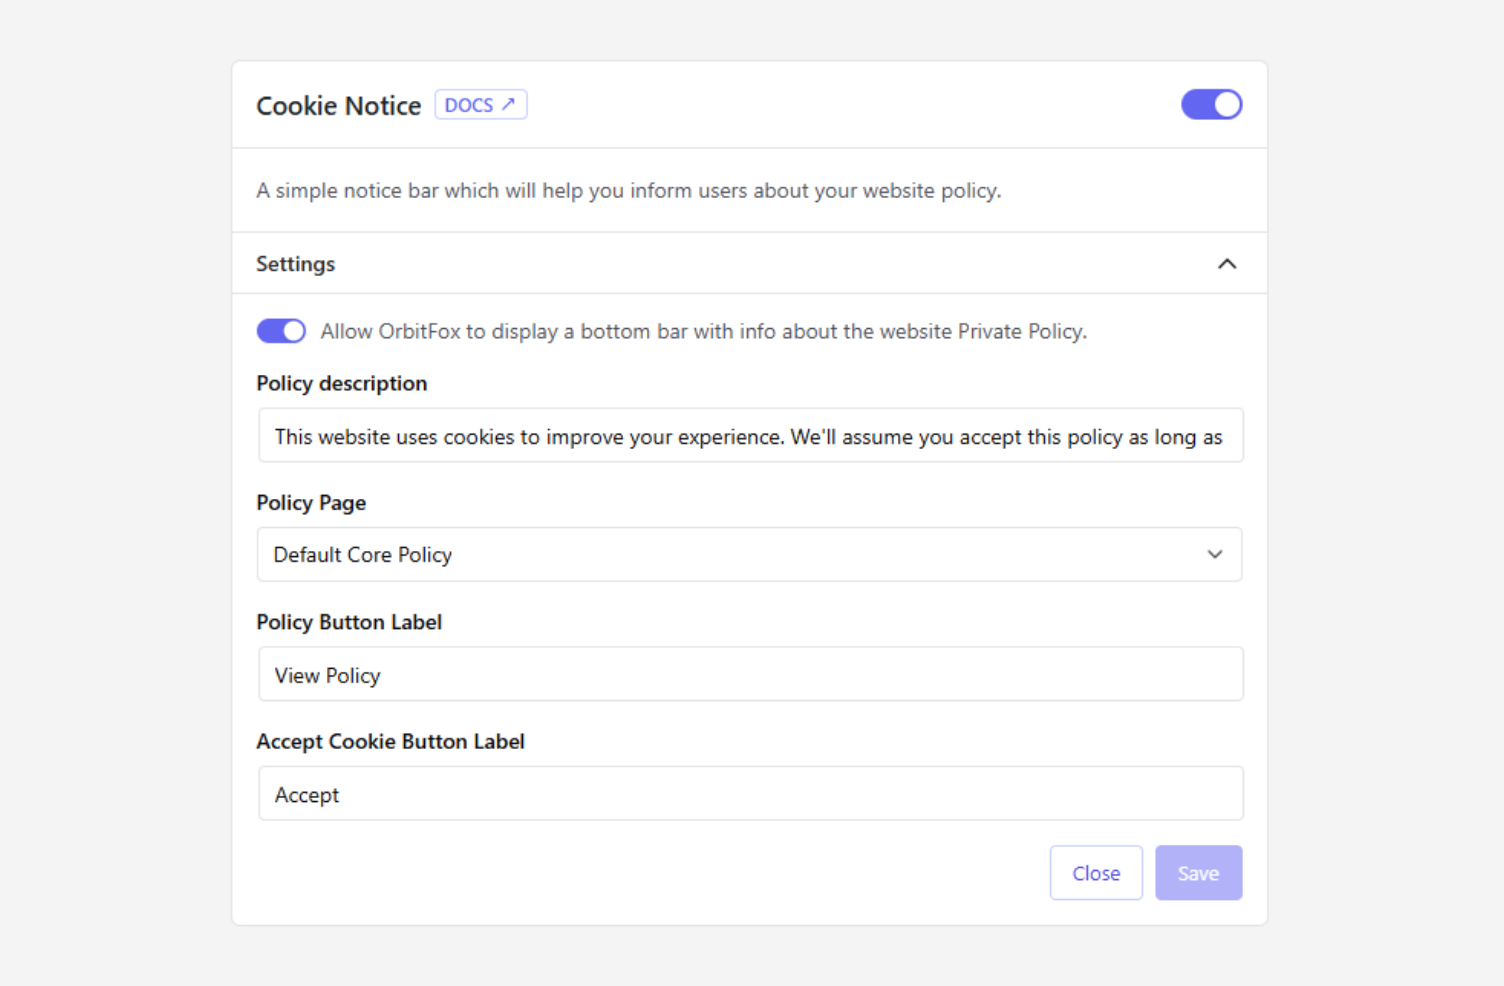 Cookie Notice DOCS ↗
A simple notice bar which will help you inform users about your website policy.
Settings
Allow OrbitFox to display a bottom bar with info about the website Private Policy.
Policy description
This website uses cookies to improve your experience. We'll assume you accept this policy as long as
Policy Page
Default Core Policy
Policy Button Label
View Policy
Accept Cookie Button Label
Accept
Close Save